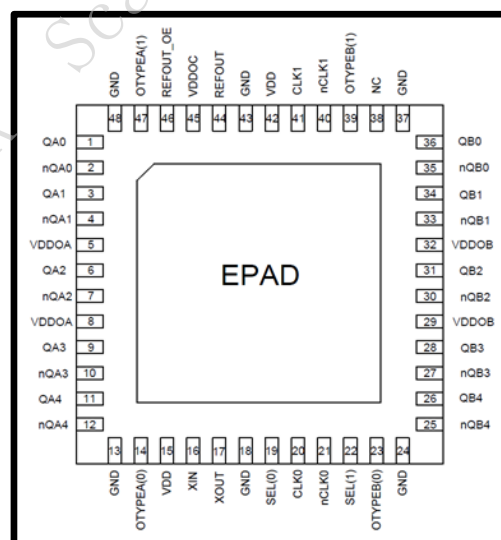 GND
OTYPEA(1)
REFOUT_OE
VDDOC
REFOUT
GND
VDD
CLK1
nCLK1
OTYPEB(1)
NC
GND
48 47 46 45 44 43 42 41 40 39 38 37
QA0 1 36 QB0
nQA0 2 35 nQB0
QA1 3 34 QB1
nQA1 4 33 nQB1
VDDOA 5 32 VDDOB
QA2 6 31 QB2
EPAD
nQA2 7 30 nQB2
VDDOA 8 29 VDDOB
QA3 9 28 QB3
nQA3 10 27 nQB3
QA4 11 26 QB4
nQA4 12 25 nQB4
13 14 15 16 17 18 19 20 21 22 23 24
GND
OTYPEA(0)
VDD
XIN
XOUT
GND
SEL(0)
CLK0
nCLK0
SEL(1)
OTYPEB(0)
GND